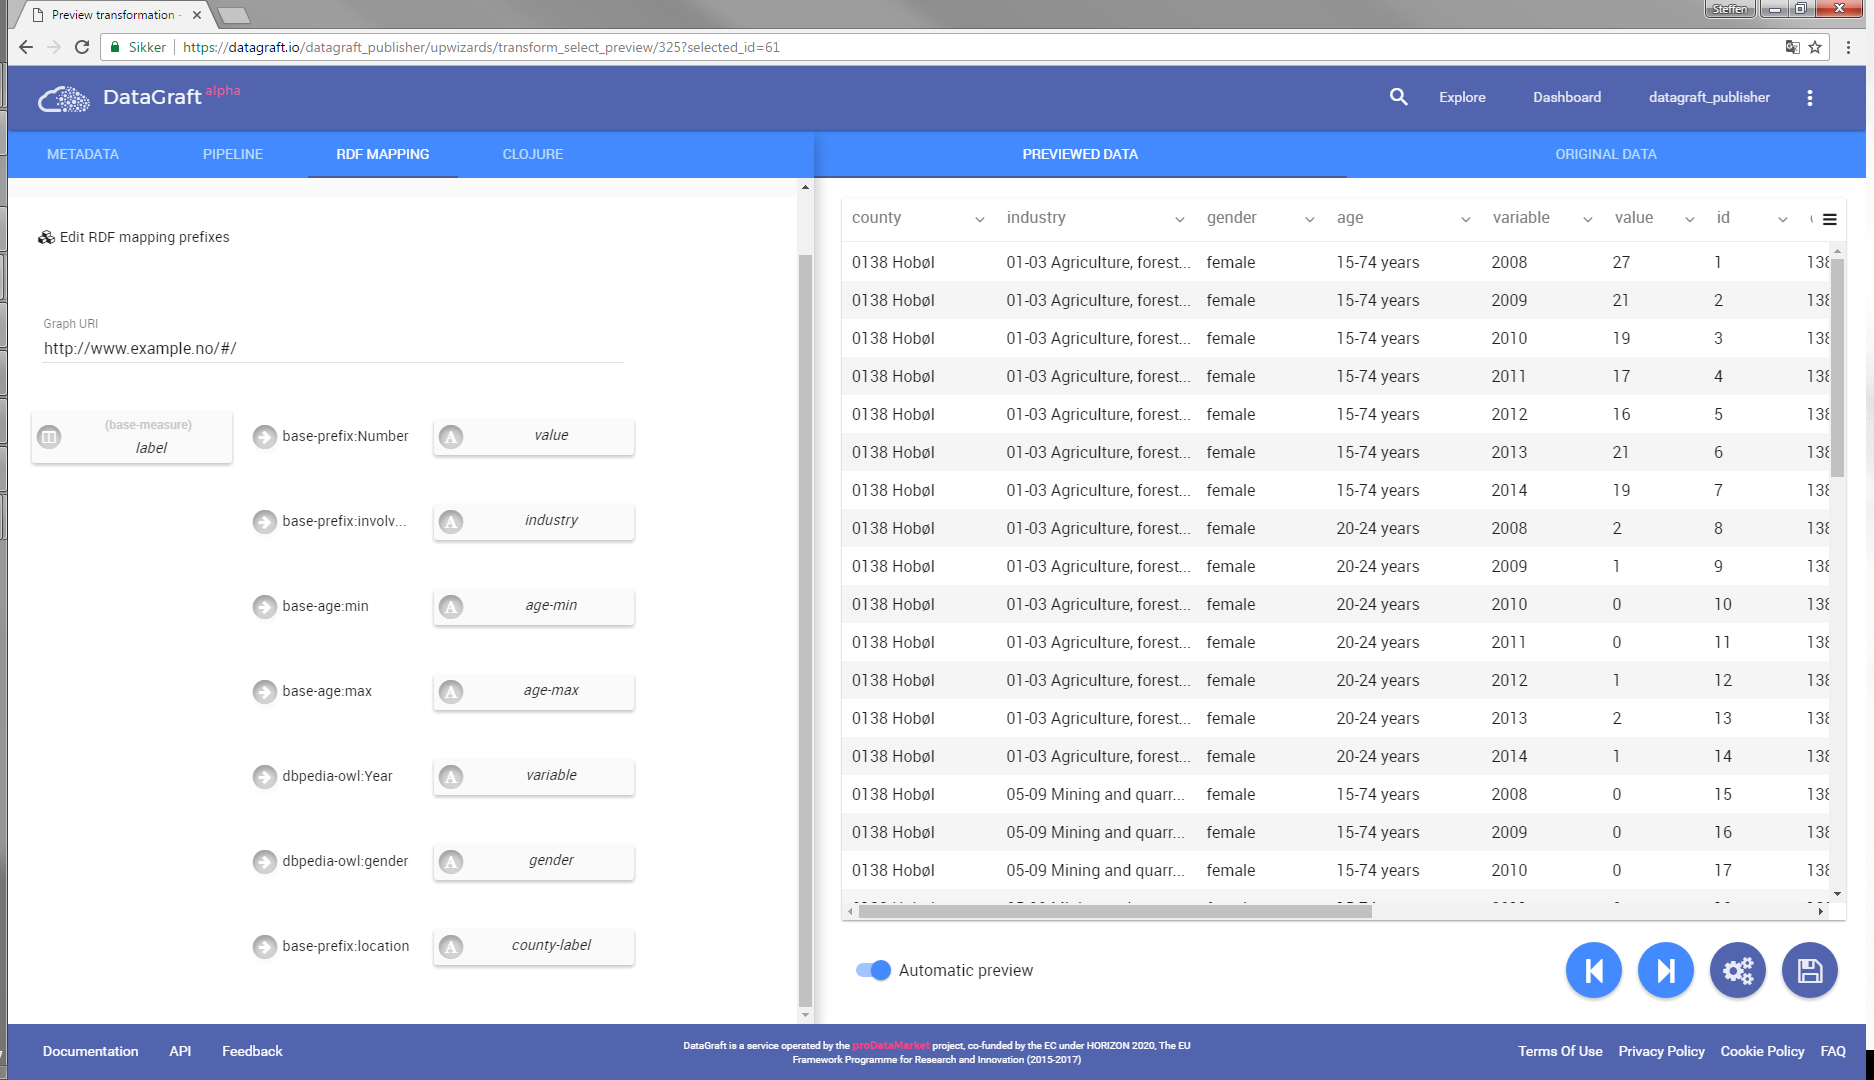 Preview transformation -
Steffen
Sikker
https://datagraft.io/datagraft_publisher/upwizards/transform_select_preview/325?selected_id=61
DataGraft alpha
Explore
Dashboard
datagraft_publisher
METADATA
PIPELINE
RDF MAPPING
CLOJURE
PREVIEWED DATA
ORIGINAL DATA
Edit RDF mapping prefixes
Graph URI
http://www.example.no/#/
(base-measure)
label
base-prefix:Number
A value
base-prefix:involv...
A industry
base-age:min
A age-min
base-age:max
A age-max
dbpedia-owl:Year
A variable
dbpedia-owl:gender
A gender
base-prefix:location
A county-label
county industry gender age variable value id
0138 Hobøl 01-03 Agriculture, forest... female 15-74 years 2008 27 1 138
0138 Hobøl 01-03 Agriculture, forest... female 15-74 years 2009 21 2 138
0138 Hobøl 01-03 Agriculture, forest... female 15-74 years 2010 19 3 138
0138 Hobøl 01-03 Agriculture, forest... female 15-74 years 2011 17 4 138
0138 Hobøl 01-03 Agriculture, forest... female 15-74 years 2012 16 5 138
0138 Hobøl 01-03 Agriculture, forest... female 15-74 years 2013 21 6 138
0138 Hobøl 01-03 Agriculture, forest... female 15-74 years 2014 19 7 138
0138 Hobøl 01-03 Agriculture, forest... female 20-24 years 2008 2 8 138
0138 Hobøl 01-03 Agriculture, forest... female 20-24 years 2009 1 9 138
0138 Hobøl 01-03 Agriculture, forest... female 20-24 years 2010 0 10 138
0138 Hobøl 01-03 Agriculture, forest... female 20-24 years 2011 0 11 138
0138 Hobøl 01-03 Agriculture, forest... female 20-24 years 2012 1 12 138
0138 Hobøl 01-03 Agriculture, forest... female 20-24 years 2013 2 13 138
0138 Hobøl 01-03 Agriculture, forest... female 20-24 years 2014 1 14 138
0138 Hobøl 05-09 Mining and quarr... female 15-74 years 2008 0 15 138
0138 Hobøl 05-09 Mining and quarr... female 15-74 years 2009 0 16 138
0138 Hobøl 05-09 Mining and quarr... female 15-74 years 2010 0 17 138
Automatic preview
Documentation
API
Feedback
DataGraft is a service operated by the proDataMarket project, co-funded by the EC under HORIZON 2020, The EU
Framework Programme for Research and Innovation (2015-2017)
Terms Of Use
Privacy Policy
Cookie Policy
FAQ